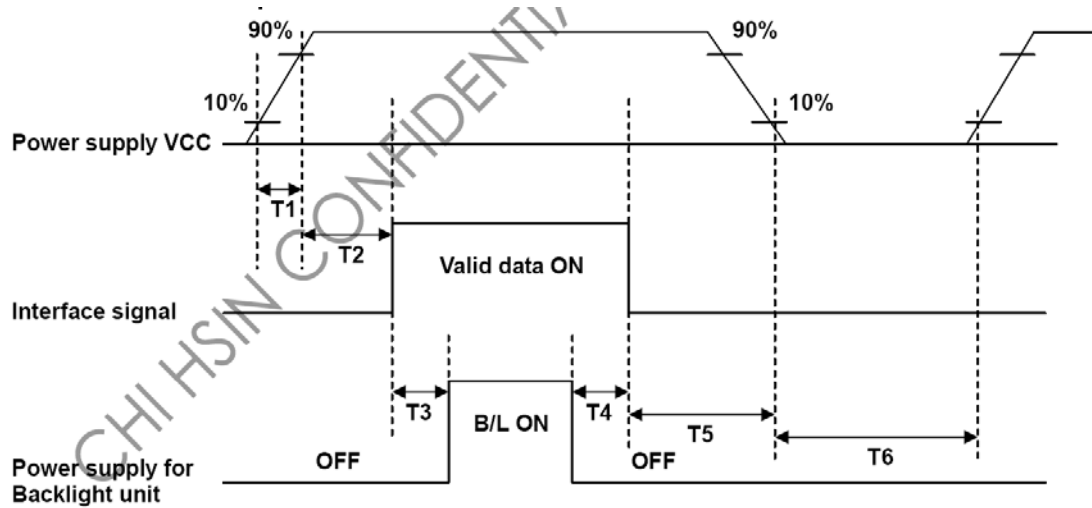 90%
90%
10%
10%
Power supply VCC
T1
T2
Valid data ON
Interface signal
T3
T4
B/L ON
T5
T6
OFF
OFF
Power supply for
Backlight unit
CHI HSIN CONFIDENTIA